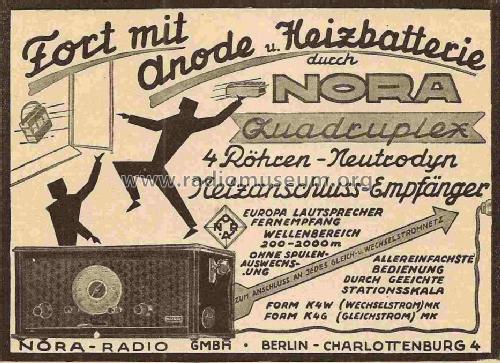 Fort mit
Anode u. Heizbatterie
durch
NORA
Quadruplex
4 Röhren - Neutrodyn
www.radiomuseum.org
Netzanschluss-Empfänger
NORA
EUROPA LAUTSPRECHER
FERNEMPFANG
WELLENBEREICH
200-2000m
OHNE SPULEN-
AUSWECHS-
UNG
ZUM ANSCHLUSS AN JEDES GLEICH- u. WECHSELSTROMNETZ
ALLEREINFACHSTE
BEDIENUNG
DURCH GEEICHTE
STATIONSSKALA
FORM K4W (WECHSELSTROM) MK
FORM K4G (GLEICHSTROM) MK
NORA-RADIO GMBH · BERLIN - CHARLOTTENBURG 4